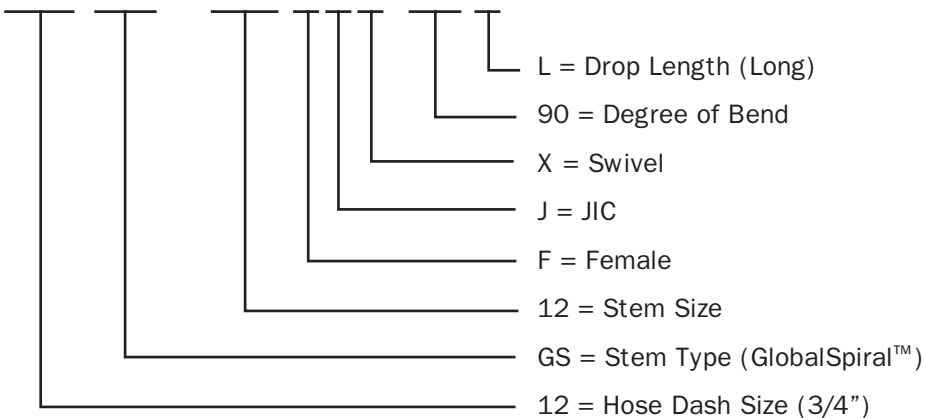 L = Drop Length (Long)
90 = Degree of Bend
X = Swivel
J = JIC
F = Female
12 = Stem Size
GS = Stem Type (GlobalSpiral™)
12 = Hose Dash Size (3/4”)